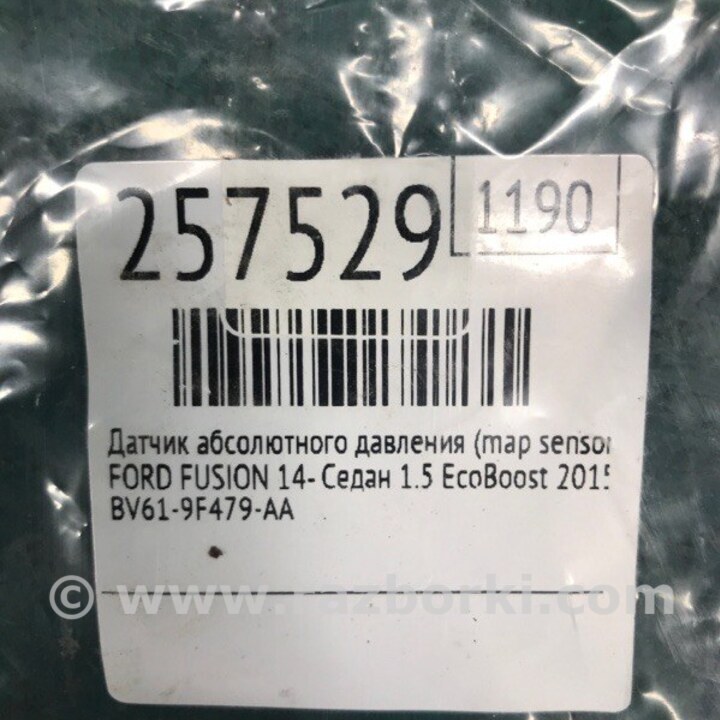 257529
1190
Датчик абсолютного давления (map sensor
FORD FUSION 14- Седан 1.5 EcoBoost 2015
BV61-9F479-AA
© www.razborki.com